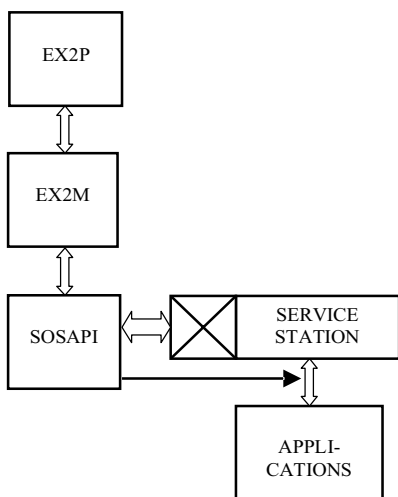 EX2P
EX2M
SOSAPI
SERVICE
STATION
APPLI-
CATIONS